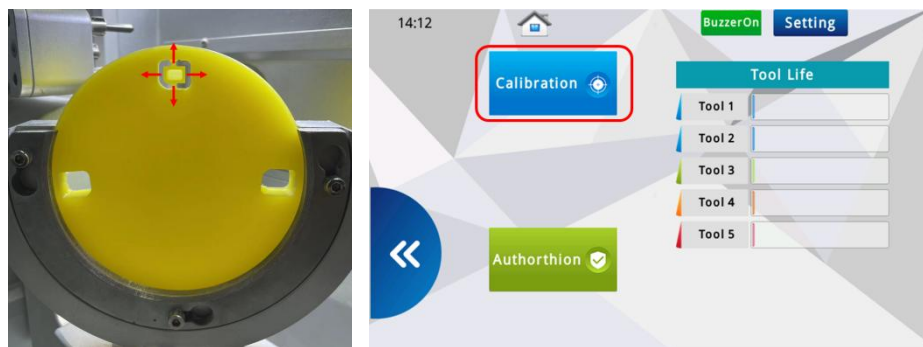 14:12
BuzzerOn
Setting
Calibration
Tool Life
Tool 1
Tool 2
Tool 3
Tool 4
Tool 5
Authorthion